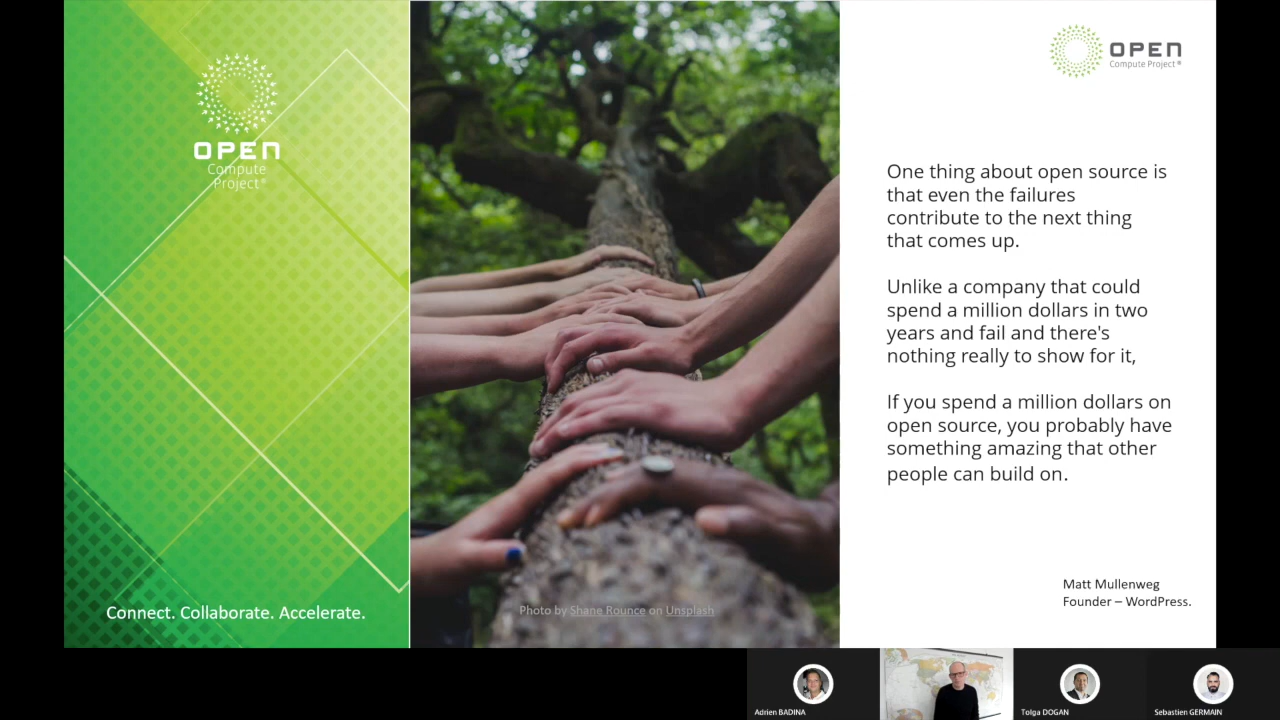 OPEN
Compute
Project®
Connect. Collaborate. Accelerate.
Photo by Shane Rounce on Unsplash
OPEN
Compute Project®
One thing about open source is
that even the failures
contribute to the next thing
that comes up.
Unlike a company that could
spend a million dollars in two
years and fail and there's
nothing really to show for it,
If you spend a million dollars on
open source, you probably have
something amazing that other
people can build on.
Matt Mullenweg
Founder – WordPress.
Adrien BADINA
Tolga DOGAN
Sebastien GERMAIN